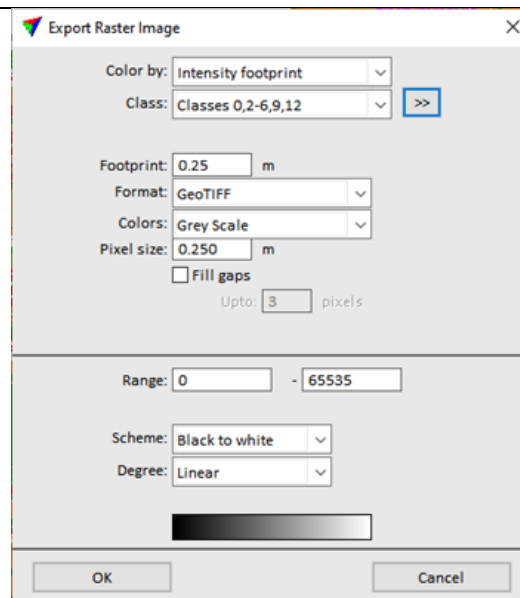 Export Raster Image
Color by: Intensity footprint
Class: Classes 0,2-6,9,12 >>
Footprint: 0.25 m
Format: GeoTIFF
Colors: Grey Scale
Pixel size: 0.250 m
Fill gaps
Upto: 3 pixels
Range: 0 - 65535
Scheme: Black to white
Degree: Linear
OK Cancel